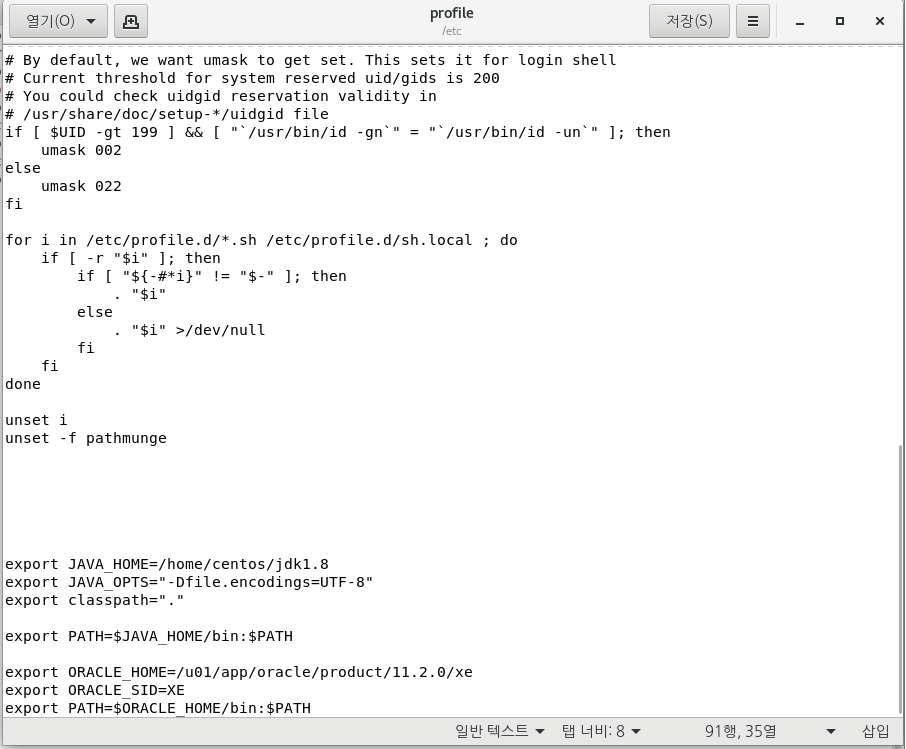 열기(O)
profile
/etc
저장(S)
# By default, we want umask to get set. This sets it for login shell
# Current threshold for system reserved uid/gids is 200
# You could check uidgid reservation validity in
# /usr/share/doc/setup-*/uidgid file
if [ $UID -gt 199 ] && [ "`/usr/bin/id -gn`" = "`/usr/bin/id -un`" ]; then
    umask 002
else
    umask 022
fi

for i in /etc/profile.d/*.sh /etc/profile.d/sh.local ; do
    if [ -r "$i" ]; then
        if [ "${-#*i}" != "$-" ]; then
            . "$i"
        else
            . "$i" >/dev/null
        fi
    fi
done

unset i
unset -f pathmunge

export JAVA_HOME=/home/centos/jdk1.8
export JAVA_OPTS="-Dfile.encodings=UTF-8"
export classpath="."

export PATH=$JAVA_HOME/bin:$PATH

export ORACLE_HOME=/u01/app/oracle/product/11.2.0/xe
export ORACLE_SID=XE
export PATH=$ORACLE_HOME/bin:$PATH
일반 텍스트 탭 너비: 8 91행, 35열 삽입